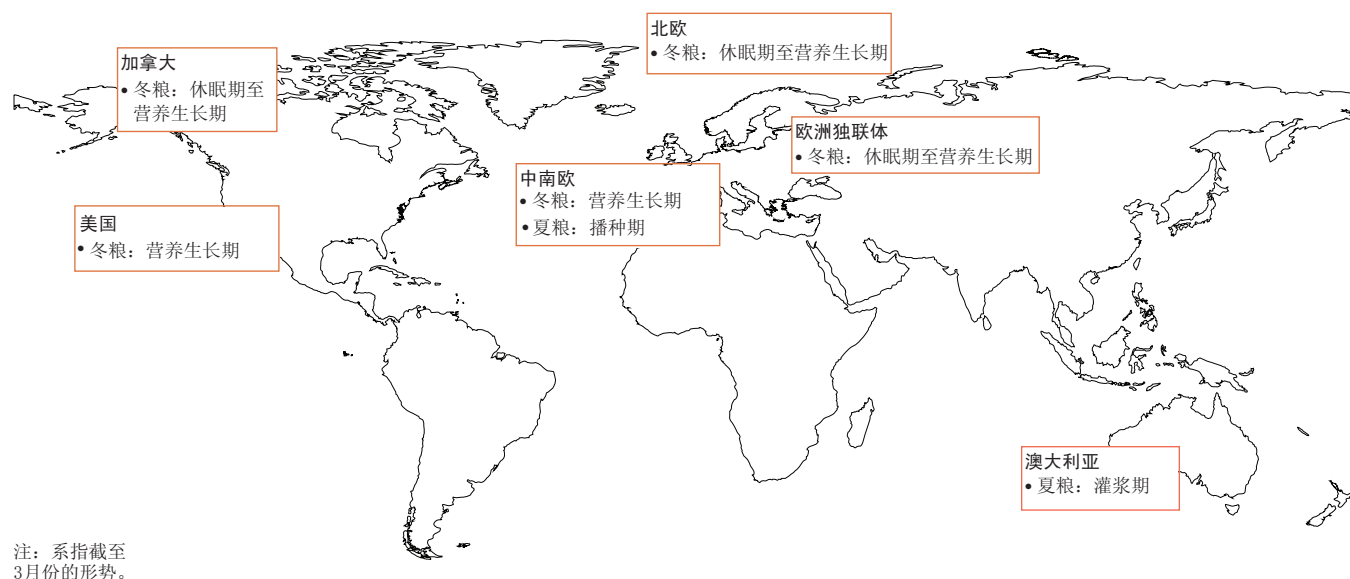 北欧
• 冬粮：休眠期至营养生长期
加拿大
• 冬粮：休眠期至
营养生长期
欧洲独联体
• 冬粮：休眠期至营养生长期
中南欧
• 冬粮：营养生长期
• 夏粮：播种期
美国
• 冬粮：营养生长期
澳大利亚
• 夏粮：灌浆期
注：系指截至
3月份的形势。